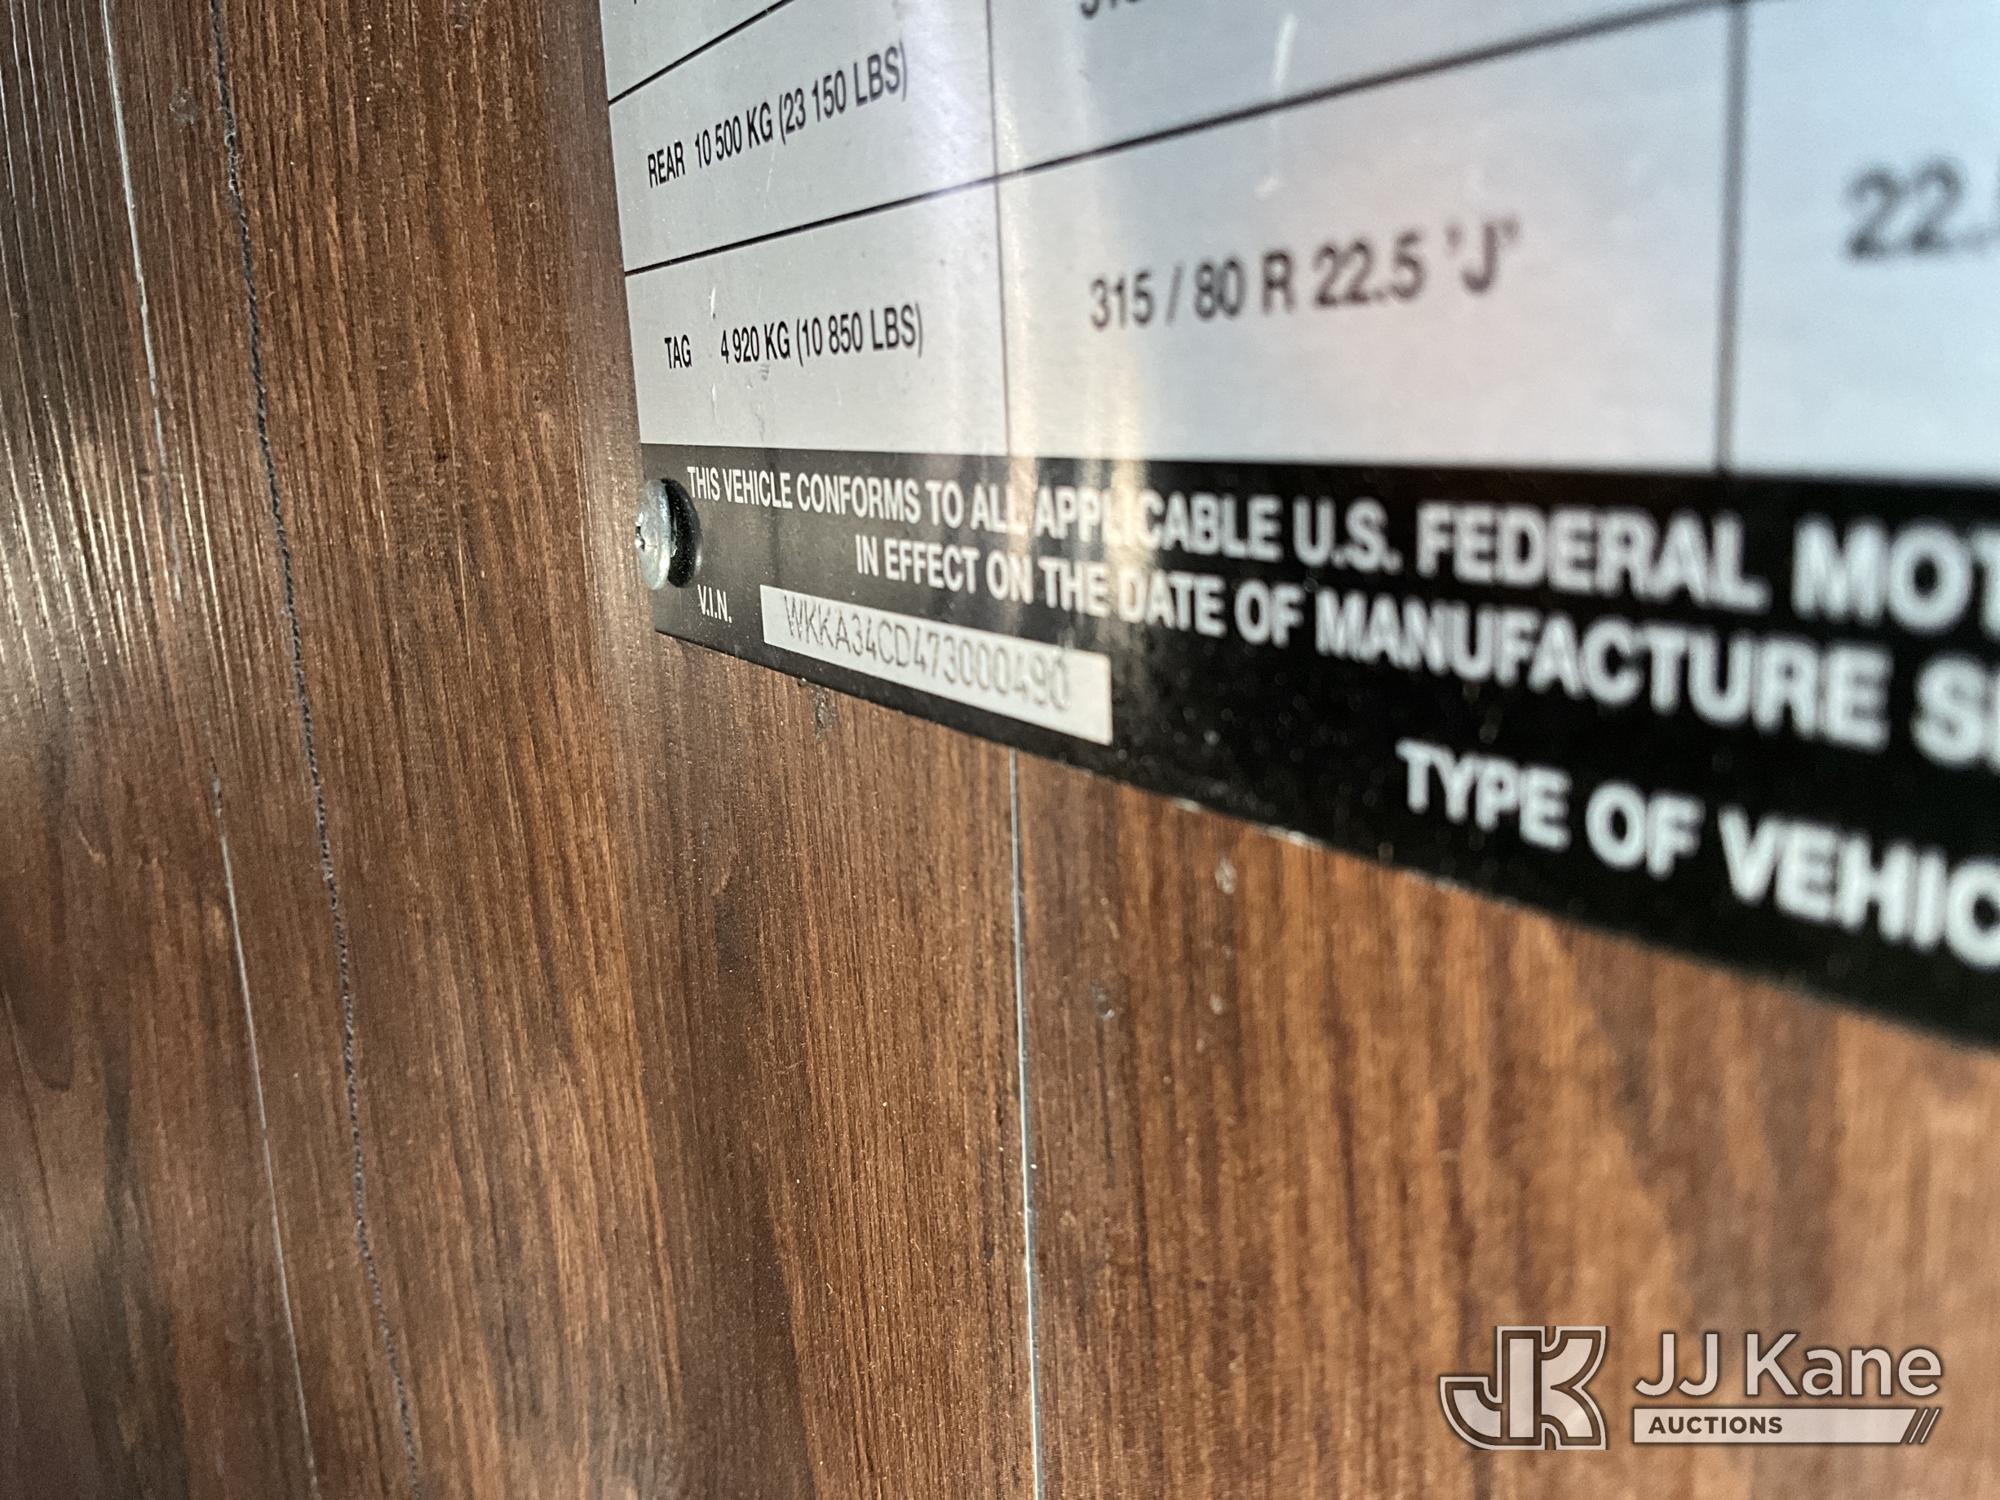 REAR 10 500 KG (23 150 LBS)
TAG 4 920 KG (10 850 LBS) 315 / 80 R 22.5 'J' 22.
THIS VEHICLE CONFORMS TO ALL APPLICABLE U.S. FEDERAL MOT
IN EFFECT ON THE DATE OF MANUFACTURE S
V.I.N. WKKA34CD473000490
TYPE OF VEHIC
JK JJ Kane
AUCTIONS